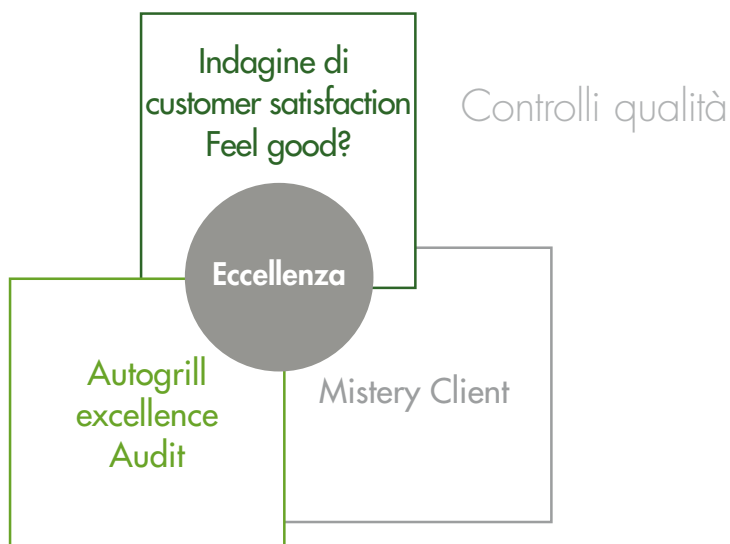 Indagine di
customer satisfaction
Feel good?
Controlli qualità
Eccellenza
Autogrill
excellence
Audit
Mistery Client